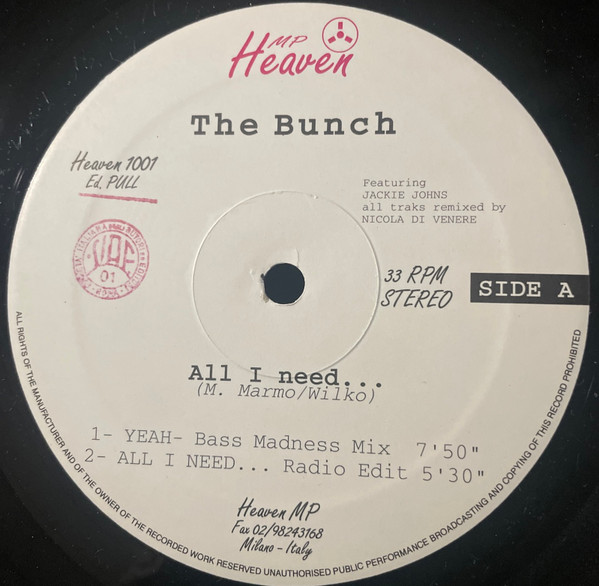 MP
Heaven
The Bunch
Heaven 1001
Ed. PULL
Featuring
JACKIE JOHNS
all traks remixed by
NICOLA DI VENERE
NDF
01
33 RPM
STEREO
SIDE A
All I need...
(M. Marmo/Wilko)
1- YEAH- Bass Madness Mix 7'50"
2- ALL I NEED... Radio Edit 5'30"
Heaven MP
Fax 02/98243168
Milano - Italy
ALL RIGHTS OF THE MANUFACTURER AND OF THE OWNER OF THE RECORDED WORK RESERVED UNAUTHORISED PUBLIC PERFORMANCE BROADCASTING AND COPYING OF THIS RECORD PROHIBITED